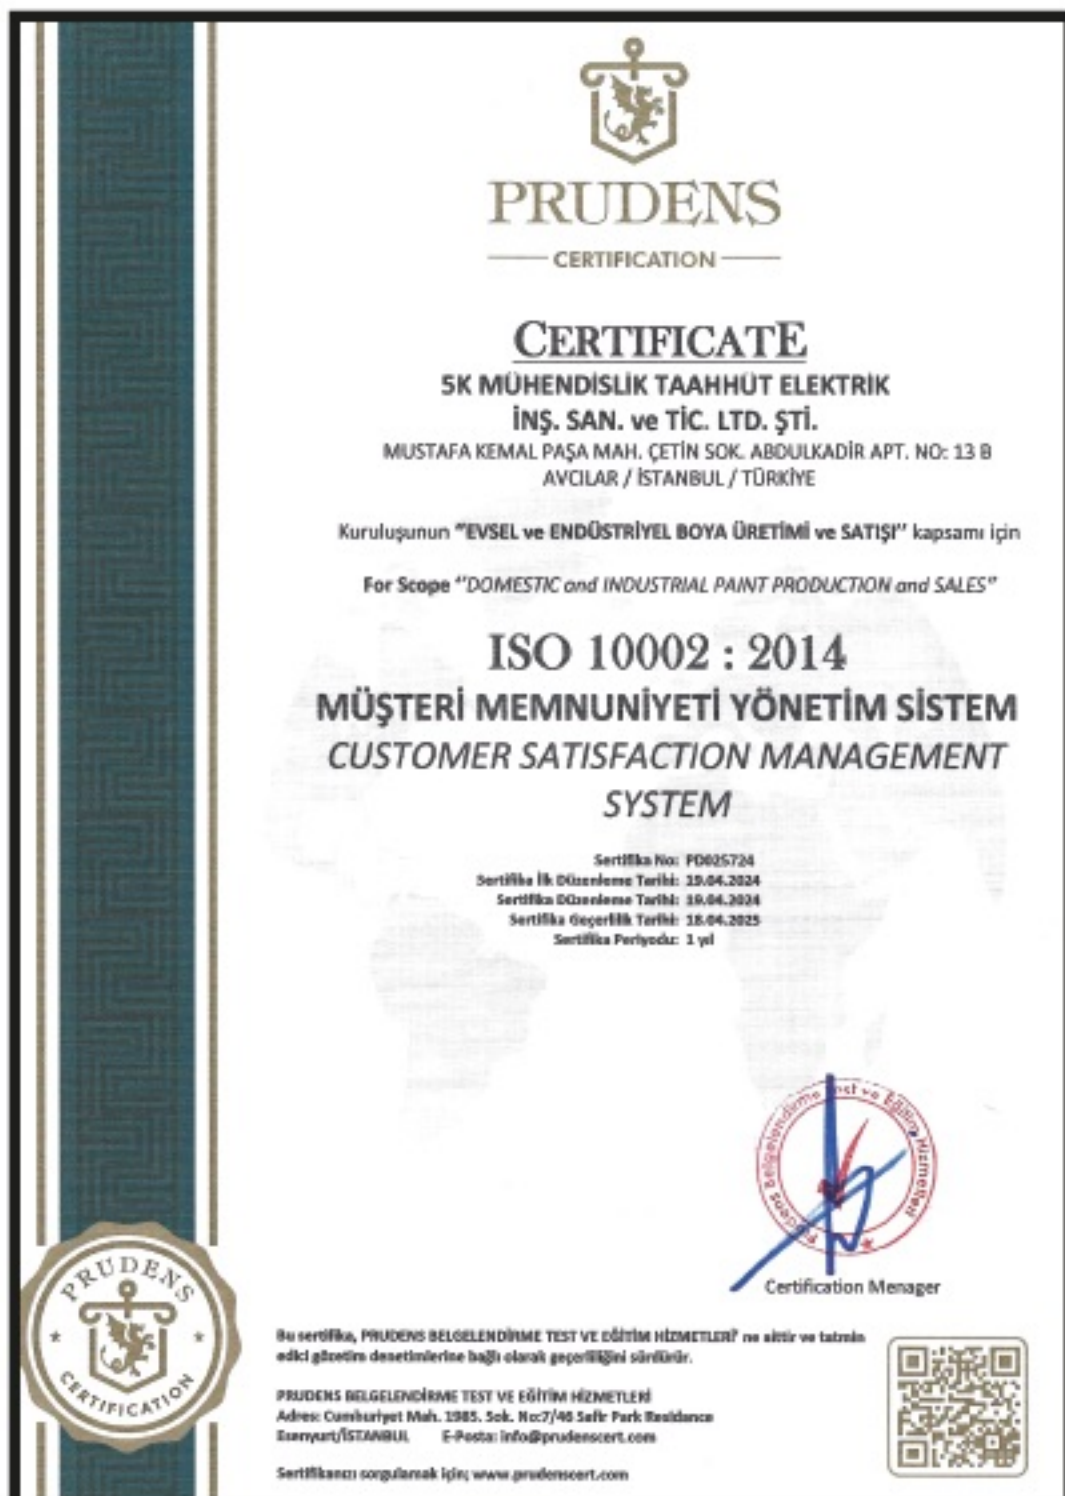 PRUDENS
CERTIFICATION
CERTIFICATE
5K MÜHENDİSLİK TAAHHÜT ELEKTRİK
İNŞ. SAN. ve TİC. LTD. ŞTİ.
MUSTAFA KEMAL PAŞA MAH. ÇETİN SOK. ABDULKADİR APT. NO: 13 B
AVCILAR / İSTANBUL / TÜRKİYE
Kuruluşunun "EVSEL ve ENDÜSTRİYEL BOYA ÜRETİMİ ve SATIŞI" kapsamı için
For Scope "DOMESTIC and INDUSTRIAL PAINT PRODUCTION and SALES"
ISO 10002 : 2014
MÜŞTERİ MEMNUNİYETİ YÖNETİM SİSTEM
CUSTOMER SATISFACTION MANAGEMENT
SYSTEM
Sertifika No: PD025724
Sertifika İlk Düzenleme Tarihi: 19.04.2024
Sertifika Düzenleme Tarihi: 19.04.2024
Sertifika Geçerlilik Tarihi: 18.04.2025
Sertifika Periyodu: 1 yıl
Prudens Belgelendirme Test ve Eğitim Hizmetleri
Certification Menager
PRUDENS
CERTIFICATION
Bu sertifika, PRUDENS BELGELENDİRME TEST VE EĞİTİM HİZMETLERİ' ne aittir ve tatmin
edici gözetim denetimlerine bağlı olarak geçerliliğini sürdürür.
PRUDENS BELGELENDİRME TEST VE EĞİTİM HİZMETLERİ
Adres: Cumhuriyet Mah. 1985. Sok. No:7/46 Safir Park Residance
Esenyurt/İSTANBUL E-Posta: info@prudenscert.com
Sertifikanızı sorgulamak için; www.prudenscert.com